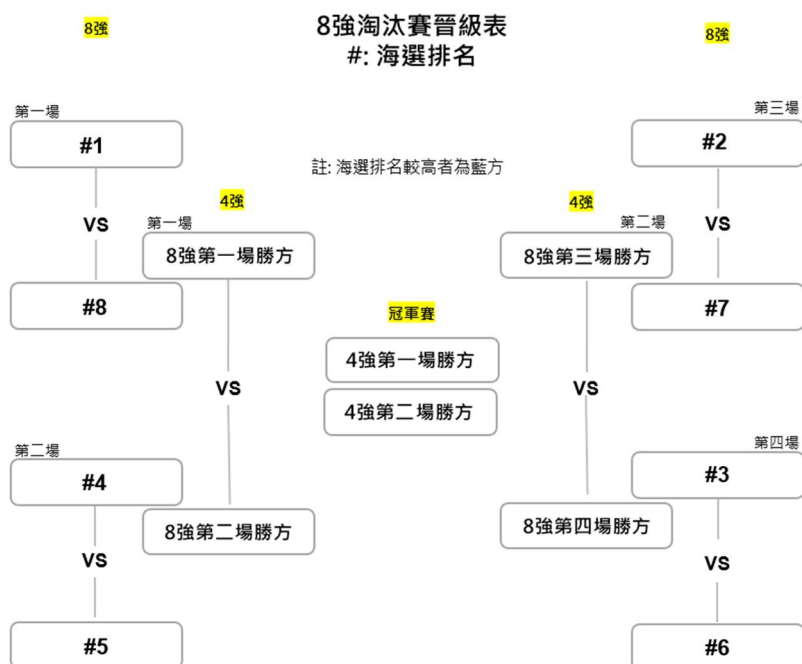 8強淘汰賽晉級表
#: 海選排名
8強
8強
第一場
#1
VS
#8
第二場
#4
VS
#5
4強
第一場
8強第一場勝方
VS
8強第二場勝方
註: 海選排名較高者為藍方
冠軍賽
4強第一場勝方
4強第二場勝方
4強
第二場
8強第三場勝方
VS
8強第四場勝方
第三場
#2
VS
#7
第四場
#3
VS
#6